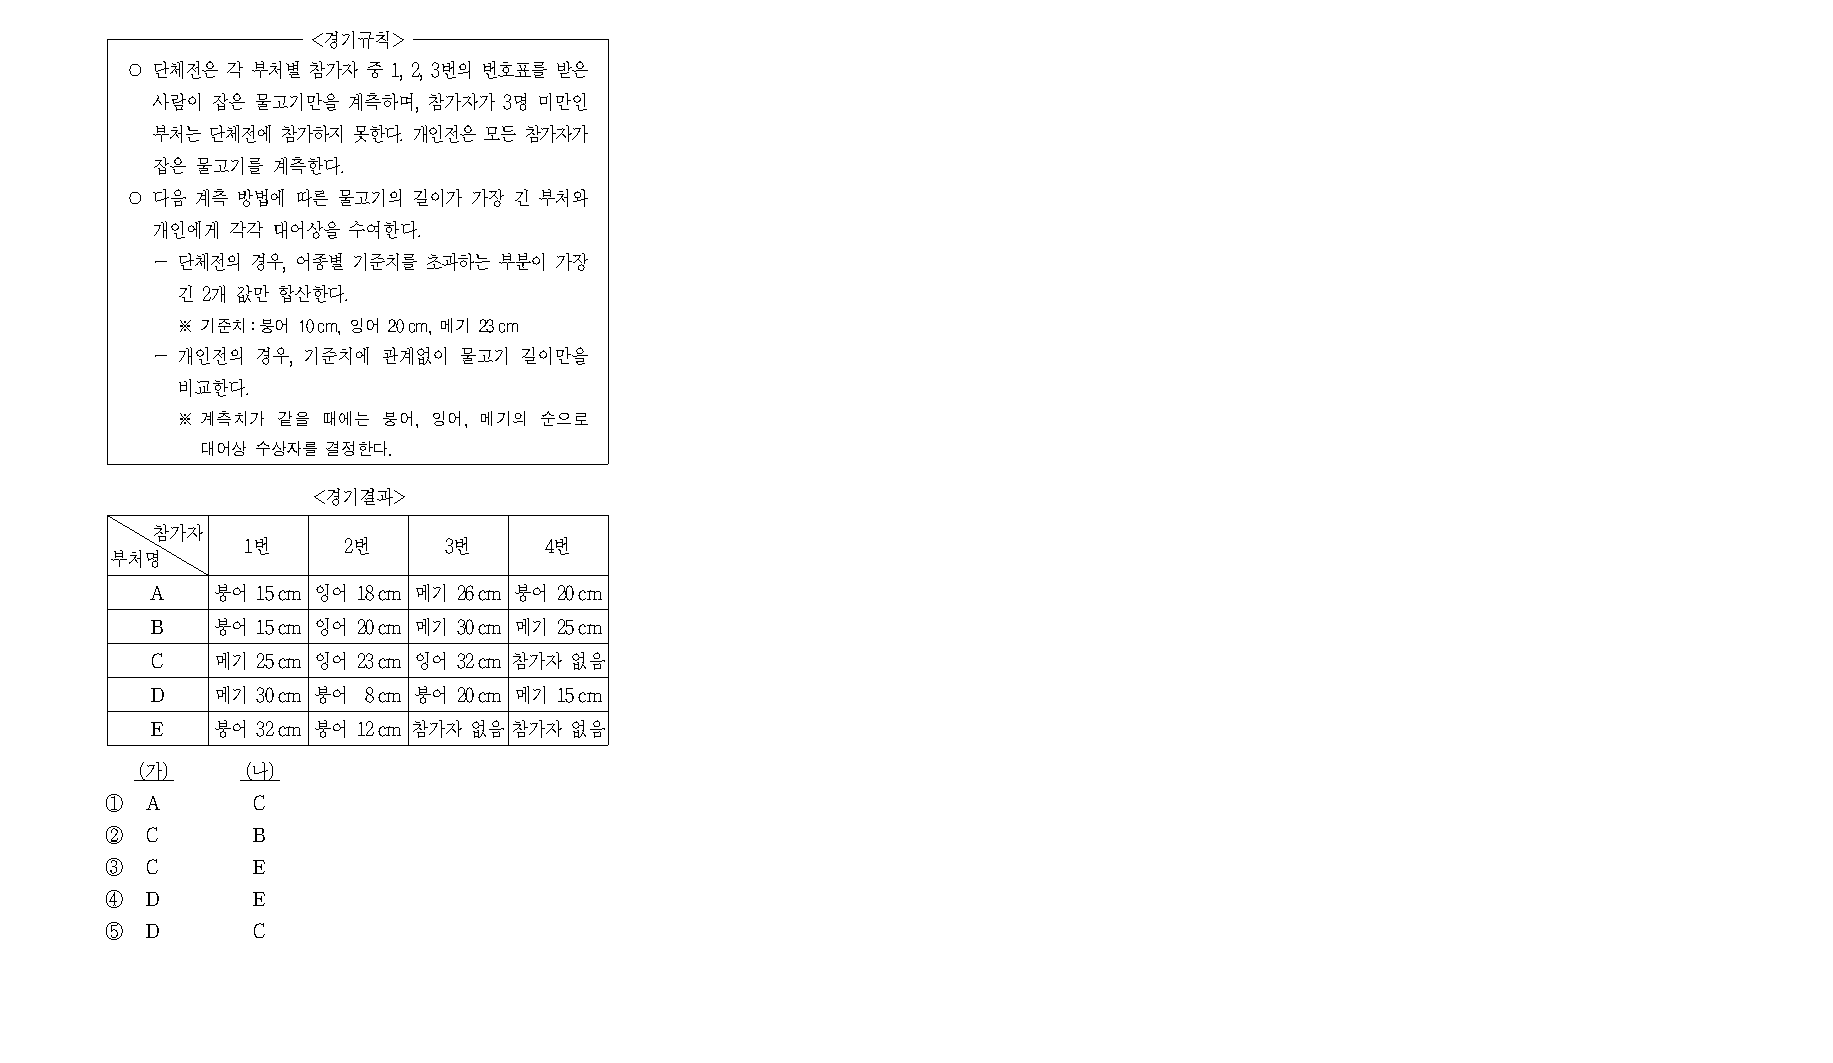 <경기규칙>
○ 단체전은 각 부처별 참가자 중 1, 2, 3번의 번호표를 받은
사람이 잡은 물고기만을 계측하며, 참가자가 3명 미만인
부처는 단체전에 참가하지 못한다. 개인전은 모든 참가자가
잡은 물고기를 계측한다.
○ 다음 계측 방법에 따른 물고기의 길이가 가장 긴 부처와
개인에게 각각 대어상을 수여한다.
- 단체전의 경우, 어종별 기준치를 초과하는 부분이 가장
긴 2개 값만 합산한다.
※ 기준치 : 붕어 10 cm, 잉어 20 cm, 메기 23 cm
- 개인전의 경우, 기준치에 관계없이 물고기 길이만을
비교한다.
※ 계측치가 같을 때에는 붕어, 잉어, 메기의 순으로
대어상 수상자를 결정한다.
<경기결과>
참가자 부처명 1번 2번 3번 4번
A 붕어 15 cm 잉어 18 cm 메기 26 cm 붕어 20 cm
B 붕어 15 cm 잉어 20 cm 메기 30 cm 메기 25 cm
C 메기 25 cm 잉어 23 cm 잉어 32 cm 참가자 없음
D 메기 30 cm 붕어 8 cm 붕어 20 cm 메기 15 cm
E 붕어 32 cm 붕어 12 cm 참가자 없음 참가자 없음
(가) (나)
① A C
② C B
③ C E
④ D E
⑤ D C